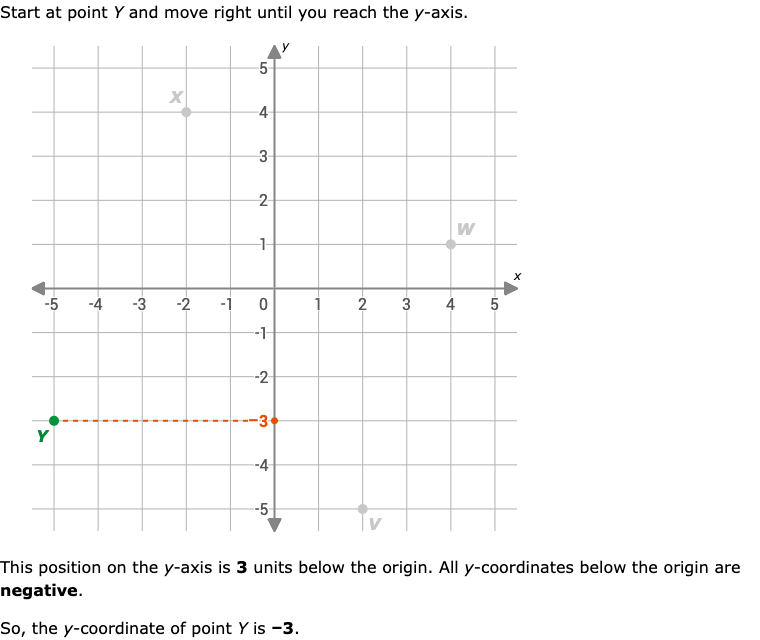 Start at point Y and move right until you reach the y-axis.
y
5
X
4
3
2
W
1
x
-5 -4 -3 -2 -1 0 1 2 3 4 5
-1
-2
-3
Y
-4
-5
V
This position on the y-axis is 3 units below the origin. All y-coordinates below the origin are
negative.
So, the y-coordinate of point Y is −3.